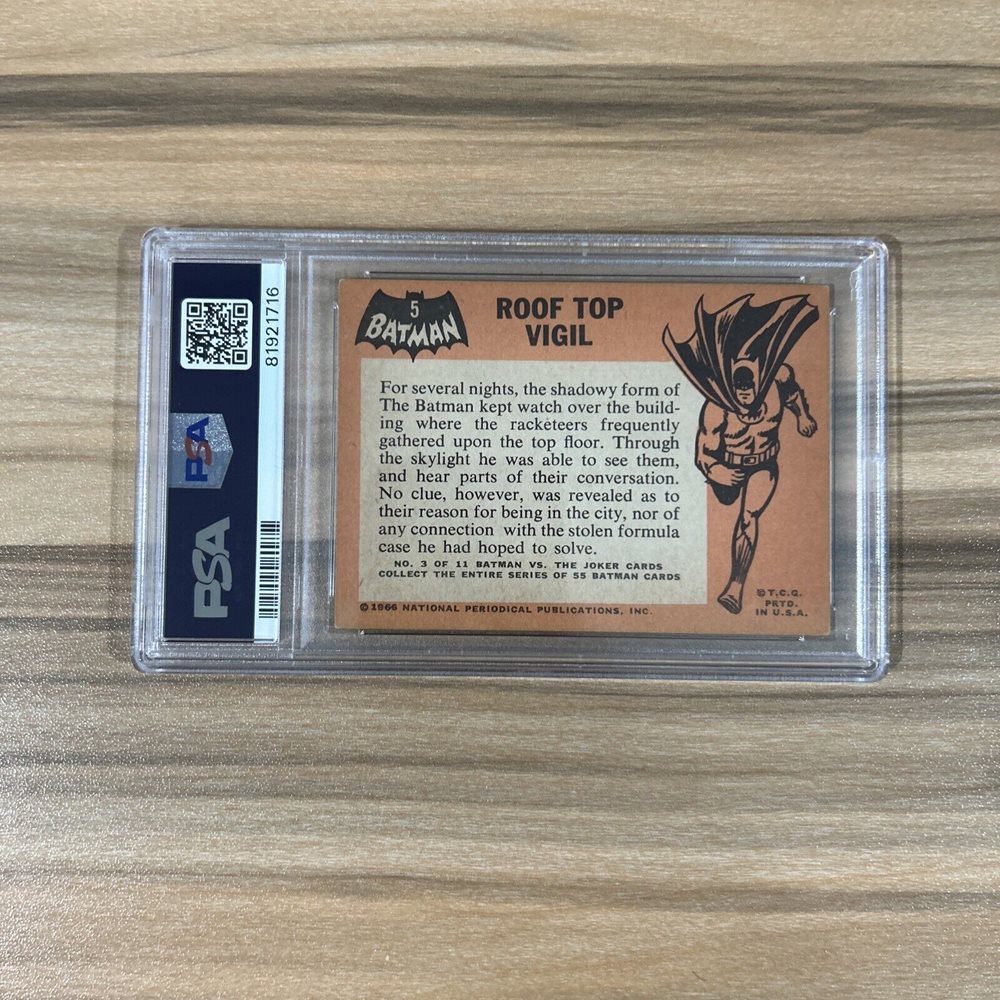 81921716
PSA
PSA
5
BATMAN
ROOF TOP
VIGIL
For several nights, the shadowy form of
The Batman kept watch over the build-
ing where the racketeers frequently
gathered upon the top floor. Through
the skylight he was able to see them,
and hear parts of their conversation.
No clue, however, was revealed as to
their reason for being in the city, nor of
any connection with the stolen formula
case he had hoped to solve.
NO. 3 OF 11 BATMAN VS. THE JOKER CARDS
COLLECT THE ENTIRE SERIES OF 55 BATMAN CARDS
© 1966 NATIONAL PERIODICAL PUBLICATIONS, INC.
© T.C.G.
PRTD.
IN U.S.A.